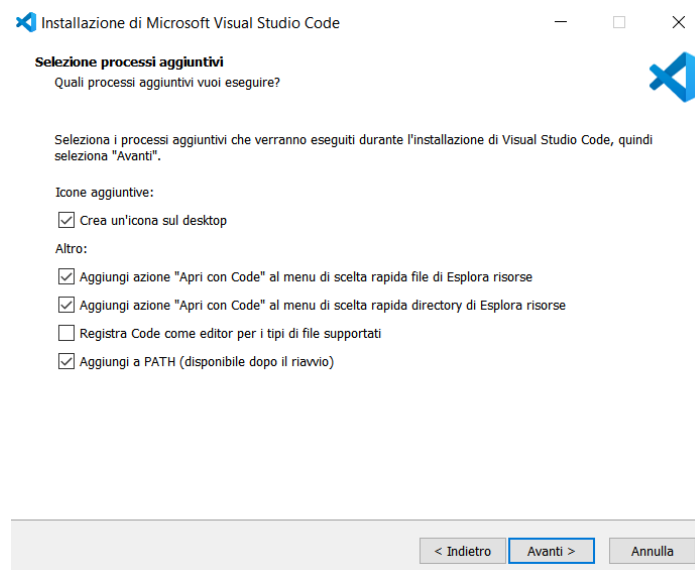 Installazione di Microsoft Visual Studio Code
Selezione processi aggiuntivi
Quali processi aggiuntivi vuoi eseguire?
Seleziona i processi aggiuntivi che verranno eseguiti durante l'installazione di Visual Studio Code, quindi
seleziona "Avanti".
Icone aggiuntive:
Crea un'icona sul desktop
Altro:
Aggiungi azione "Apri con Code" al menu di scelta rapida file di Esplora risorse
Aggiungi azione "Apri con Code" al menu di scelta rapida directory di Esplora risorse
Registra Code come editor per i tipi di file supportati
Aggiungi a PATH (disponibile dopo il riavvio)
< Indietro Avanti > Annulla